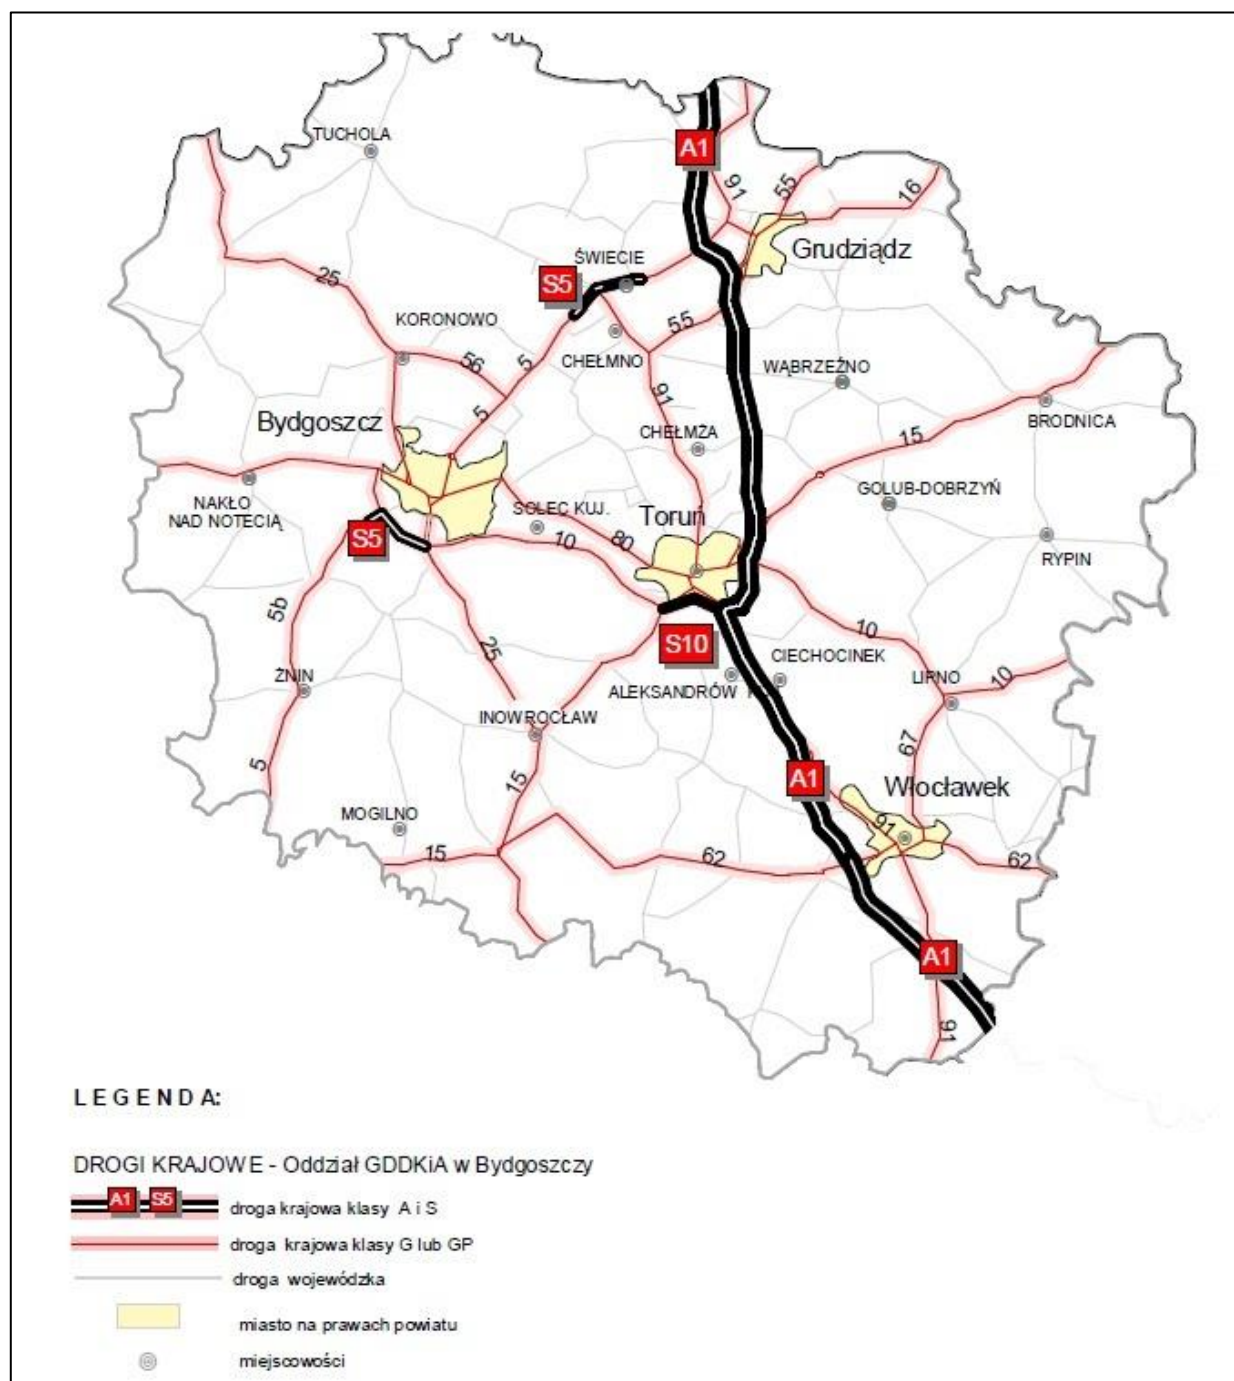 A1
TUCHOLA
91
55
16
Grudziądz
ŚWIECIE
S5
25
KORONOWO
56
5
CHEŁMNO
55
WĄBRZEŹNO
91
BRODNICA
Bydgoszcz
5
CHEŁMŻA
15
NAKŁO
NAD NOTECIĄ
SOLEC KUJ.
Toruń
GOLUB-DOBRZYŃ
S5
10
80
RYPIN
5b
25
S10
10
CIECHOCINEK
ŻNIN
ALEKSANDRÓW
LIPNO
10
INOWROCŁAW
67
5
15
A1
Włocławek
MOGILNO
91
15
62
62
A1
91
LEGENDA:
DROGI KRAJOWE - Oddział GDDKiA w Bydgoszczy
A1 S5 droga krajowa klasy A i S
droga krajowa klasy G lub GP
droga wojewódzka
miasto na prawach powiatu
miejscowości